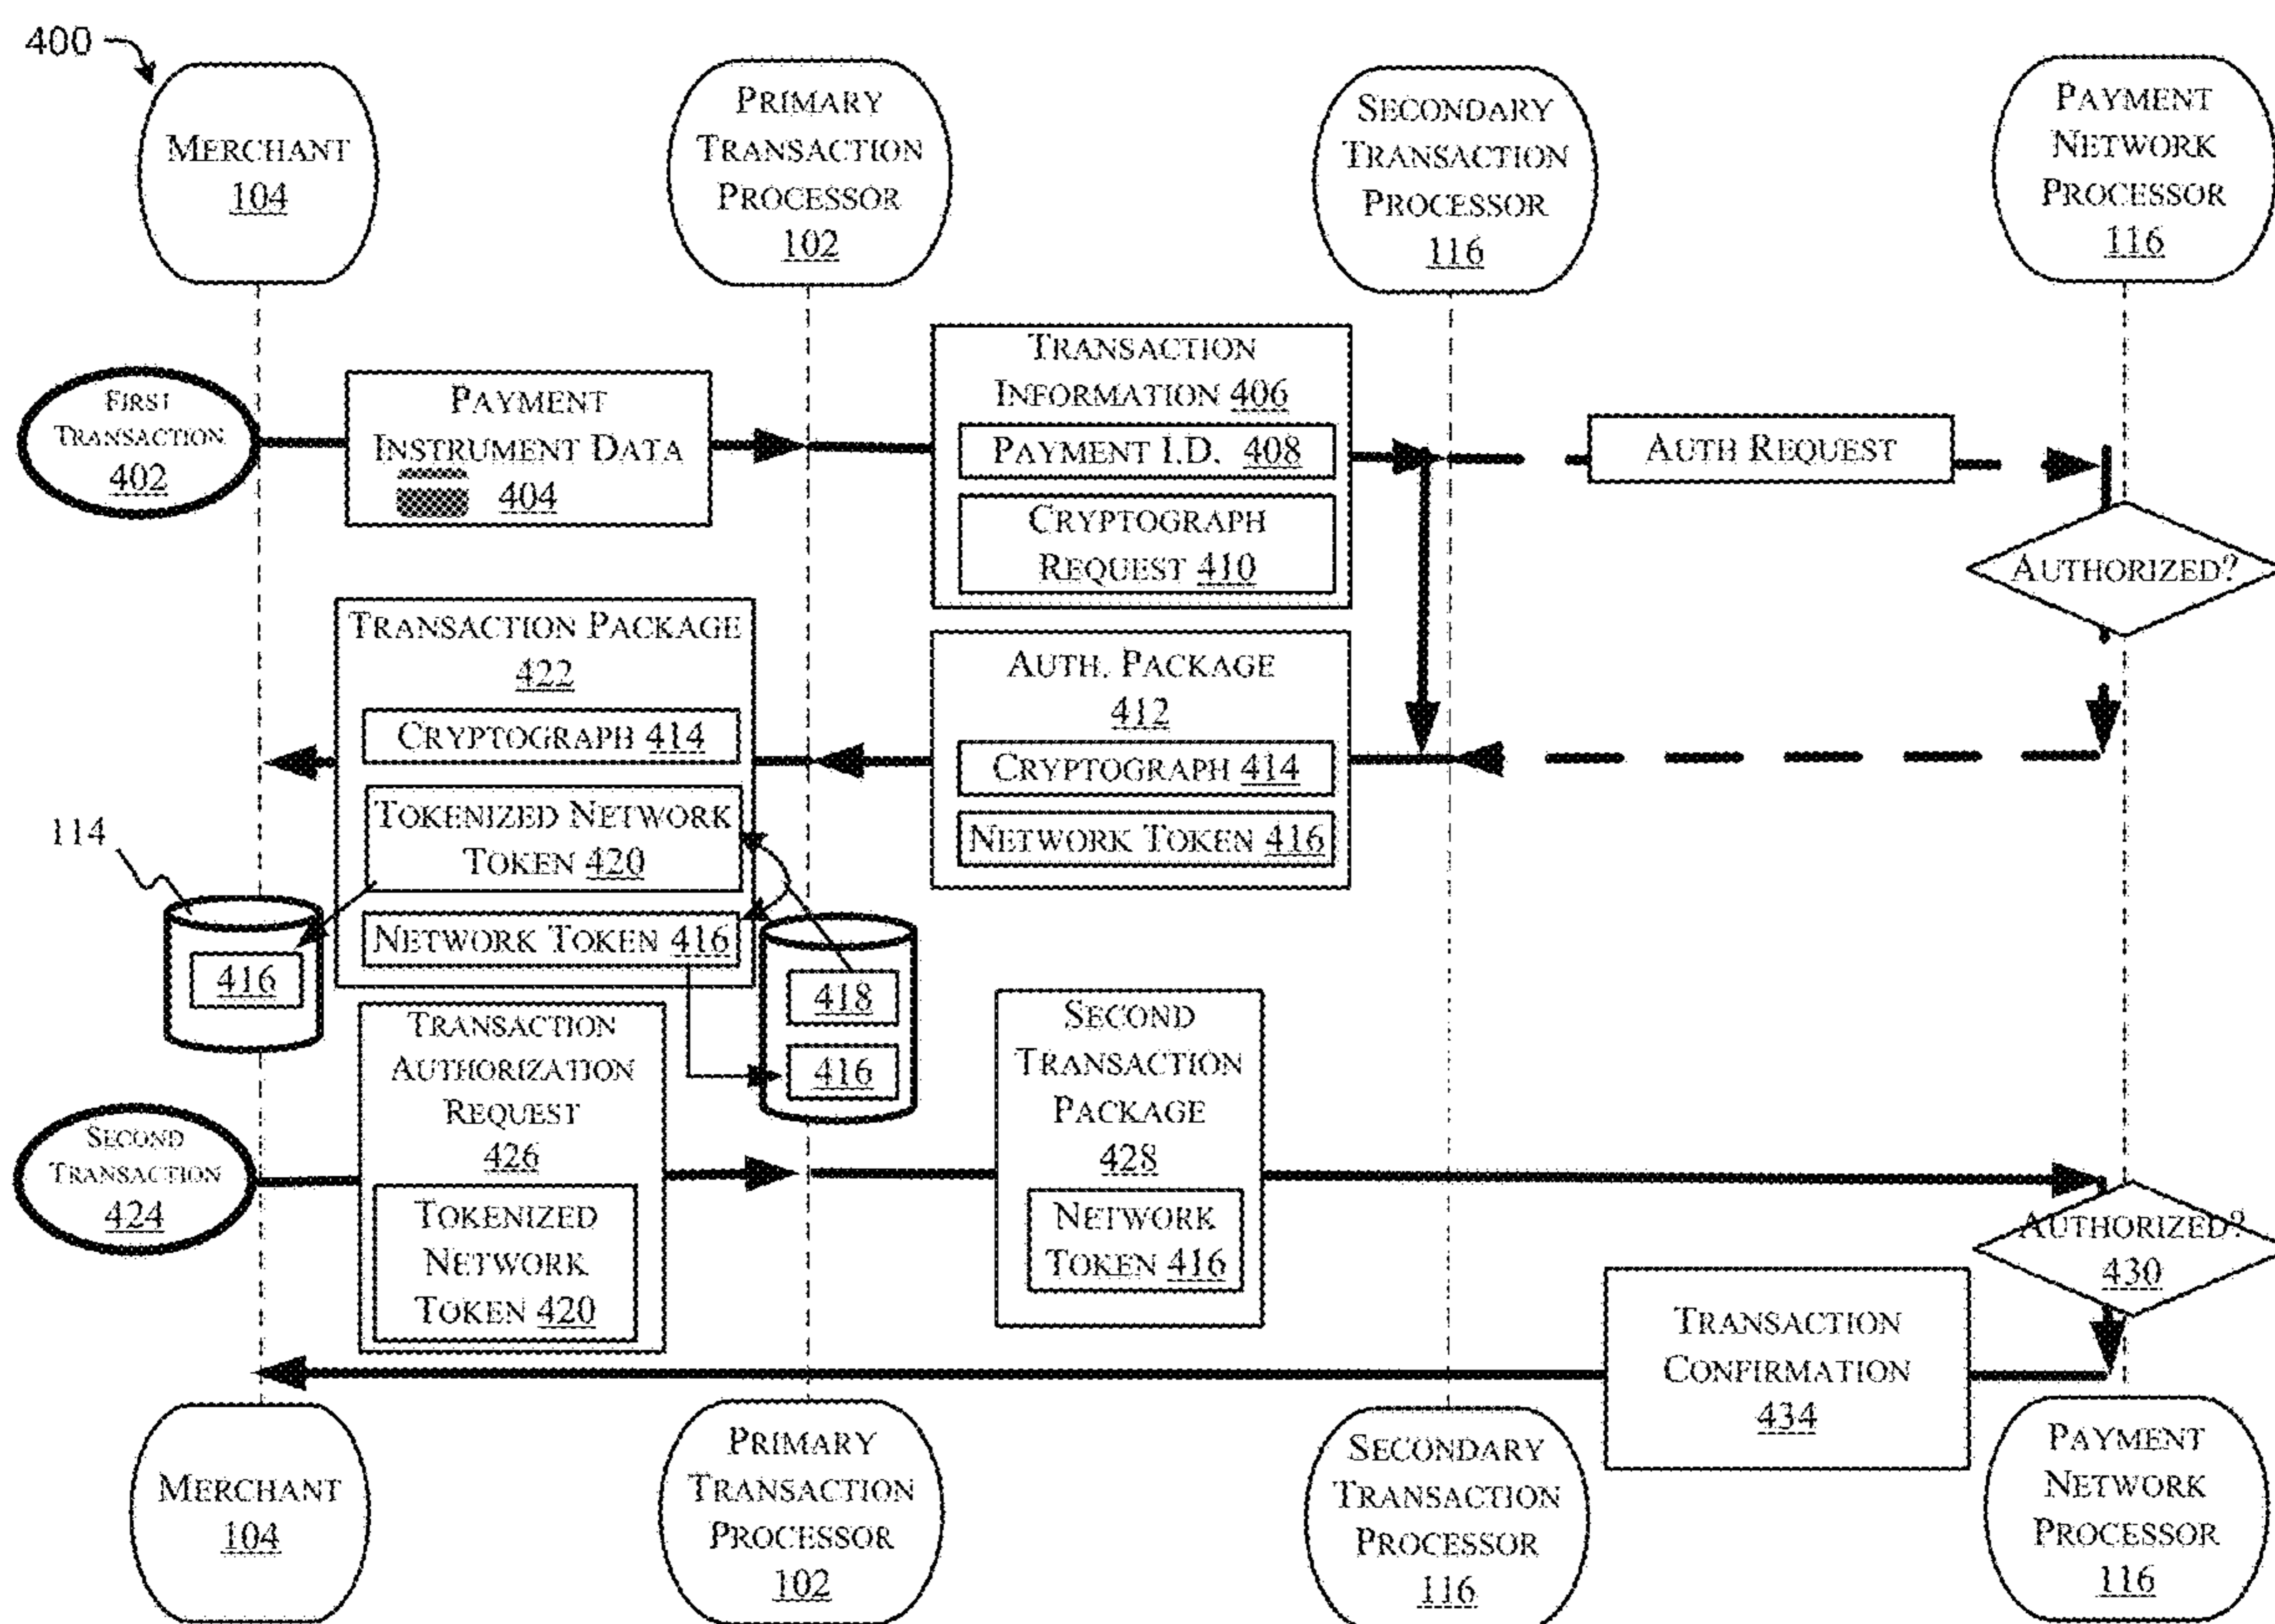 400
MERCHANT
104
PRIMARY
TRANSACTION
PROCESSOR
102
SECONDARY
TRANSACTION
PROCESSOR
116
PAYMENT
NETWORK
PROCESSOR
116
FIRST
TRANSACTION
402
PAYMENT
INSTRUMENT DATA
404
TRANSACTION
INFORMATION 406
PAYMENT I.D. 408
CRYPTOGRAPH
REQUEST 410
AUTH REQUEST
AUTHORIZED?
TRANSACTION PACKAGE
422
CRYPTOGRAPH 414
TOKENIZED NETWORK
TOKEN 420
NETWORK TOKEN 416
AUTH. PACKAGE
412
CRYPTOGRAPH 414
NETWORK TOKEN 416
114
416
418
416
SECOND
TRANSACTION
424
TRANSACTION
AUTHORIZATION
REQUEST
426
TOKENIZED
NETWORK
TOKEN 420
SECOND
TRANSACTION
PACKAGE
428
NETWORK
TOKEN 416
AUTHORIZED?
430
TRANSACTION
CONFIRMATION
434
MERCHANT
104
PRIMARY
TRANSACTION
PROCESSOR
102
SECONDARY
TRANSACTION
PROCESSOR
116
PAYMENT
NETWORK
PROCESSOR
116